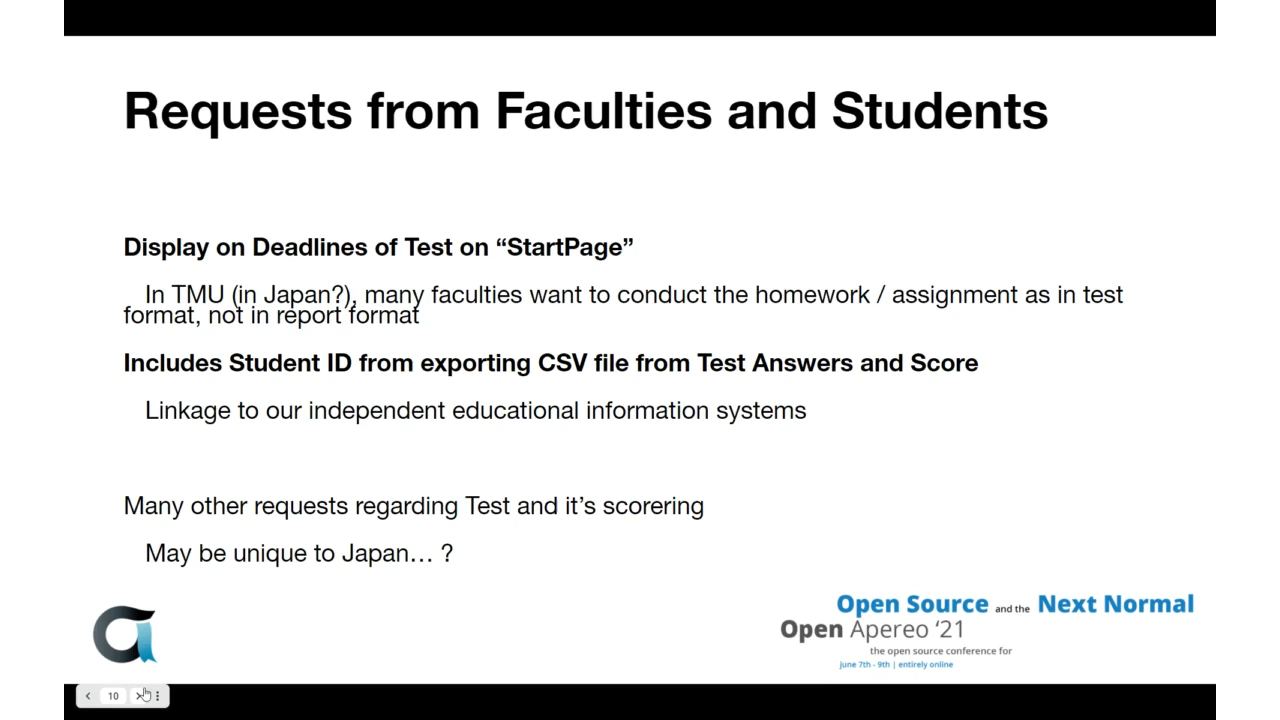 Requests from Faculties and Students
Display on Deadlines of Test on “StartPage”
In TMU (in Japan?), many faculties want to conduct the homework / assignment as in test
format, not in report format
Includes Student ID from exporting CSV file from Test Answers and Score
Linkage to our independent educational information systems
Many other requests regarding Test and it’s scorering
May be unique to Japan… ?
Open Source and the Next Normal
Open Apereo ‘21
the open source conference for
june 7th - 9th | entirely online
10